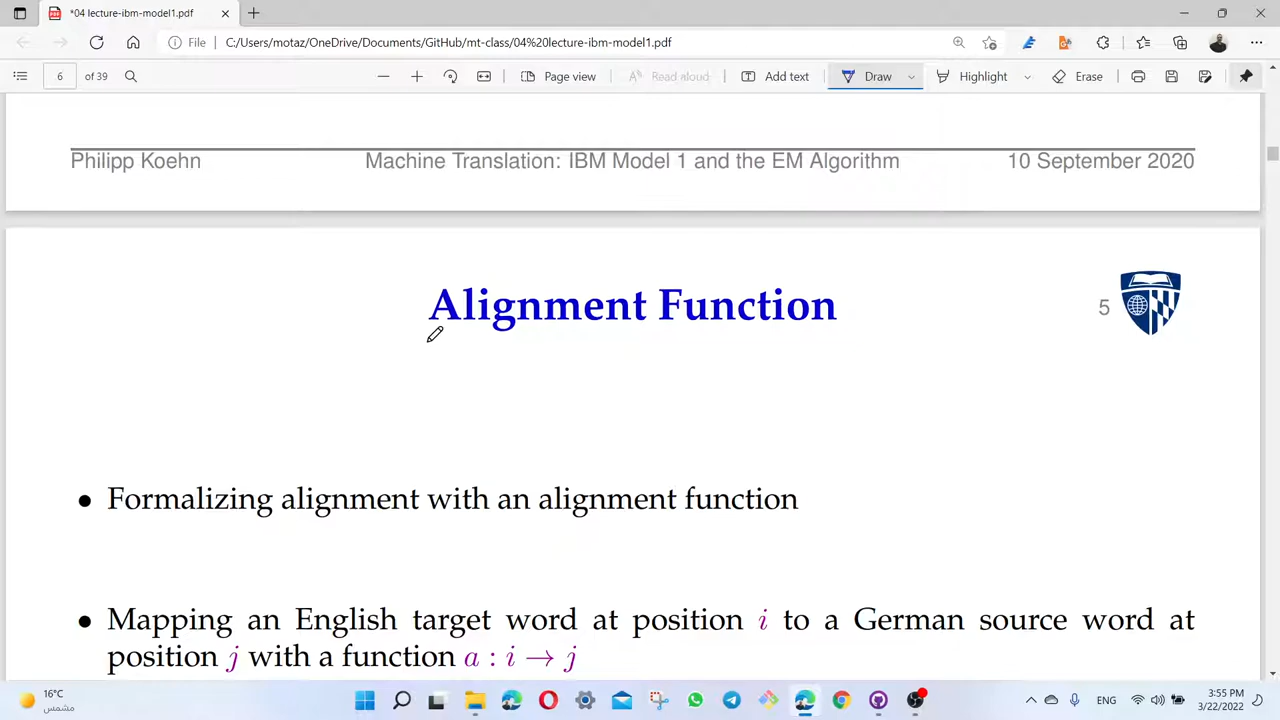 *04 lecture-ibm-model1.pdf
File C:/Users/motaz/OneDrive/Documents/GitHub/mt-class/04%20lecture-ibm-model1.pdf
6 of 39 Page view Read aloud Add text Draw Highlight Erase
Philipp Koehn Machine Translation: IBM Model 1 and the EM Algorithm 10 September 2020
Alignment Function 5
• Formalizing alignment with an alignment function
• Mapping an English target word at position i to a German source word at
position j with a function a : i → j
16°C
مشمس
ENG
3:55 PM
3/22/2022